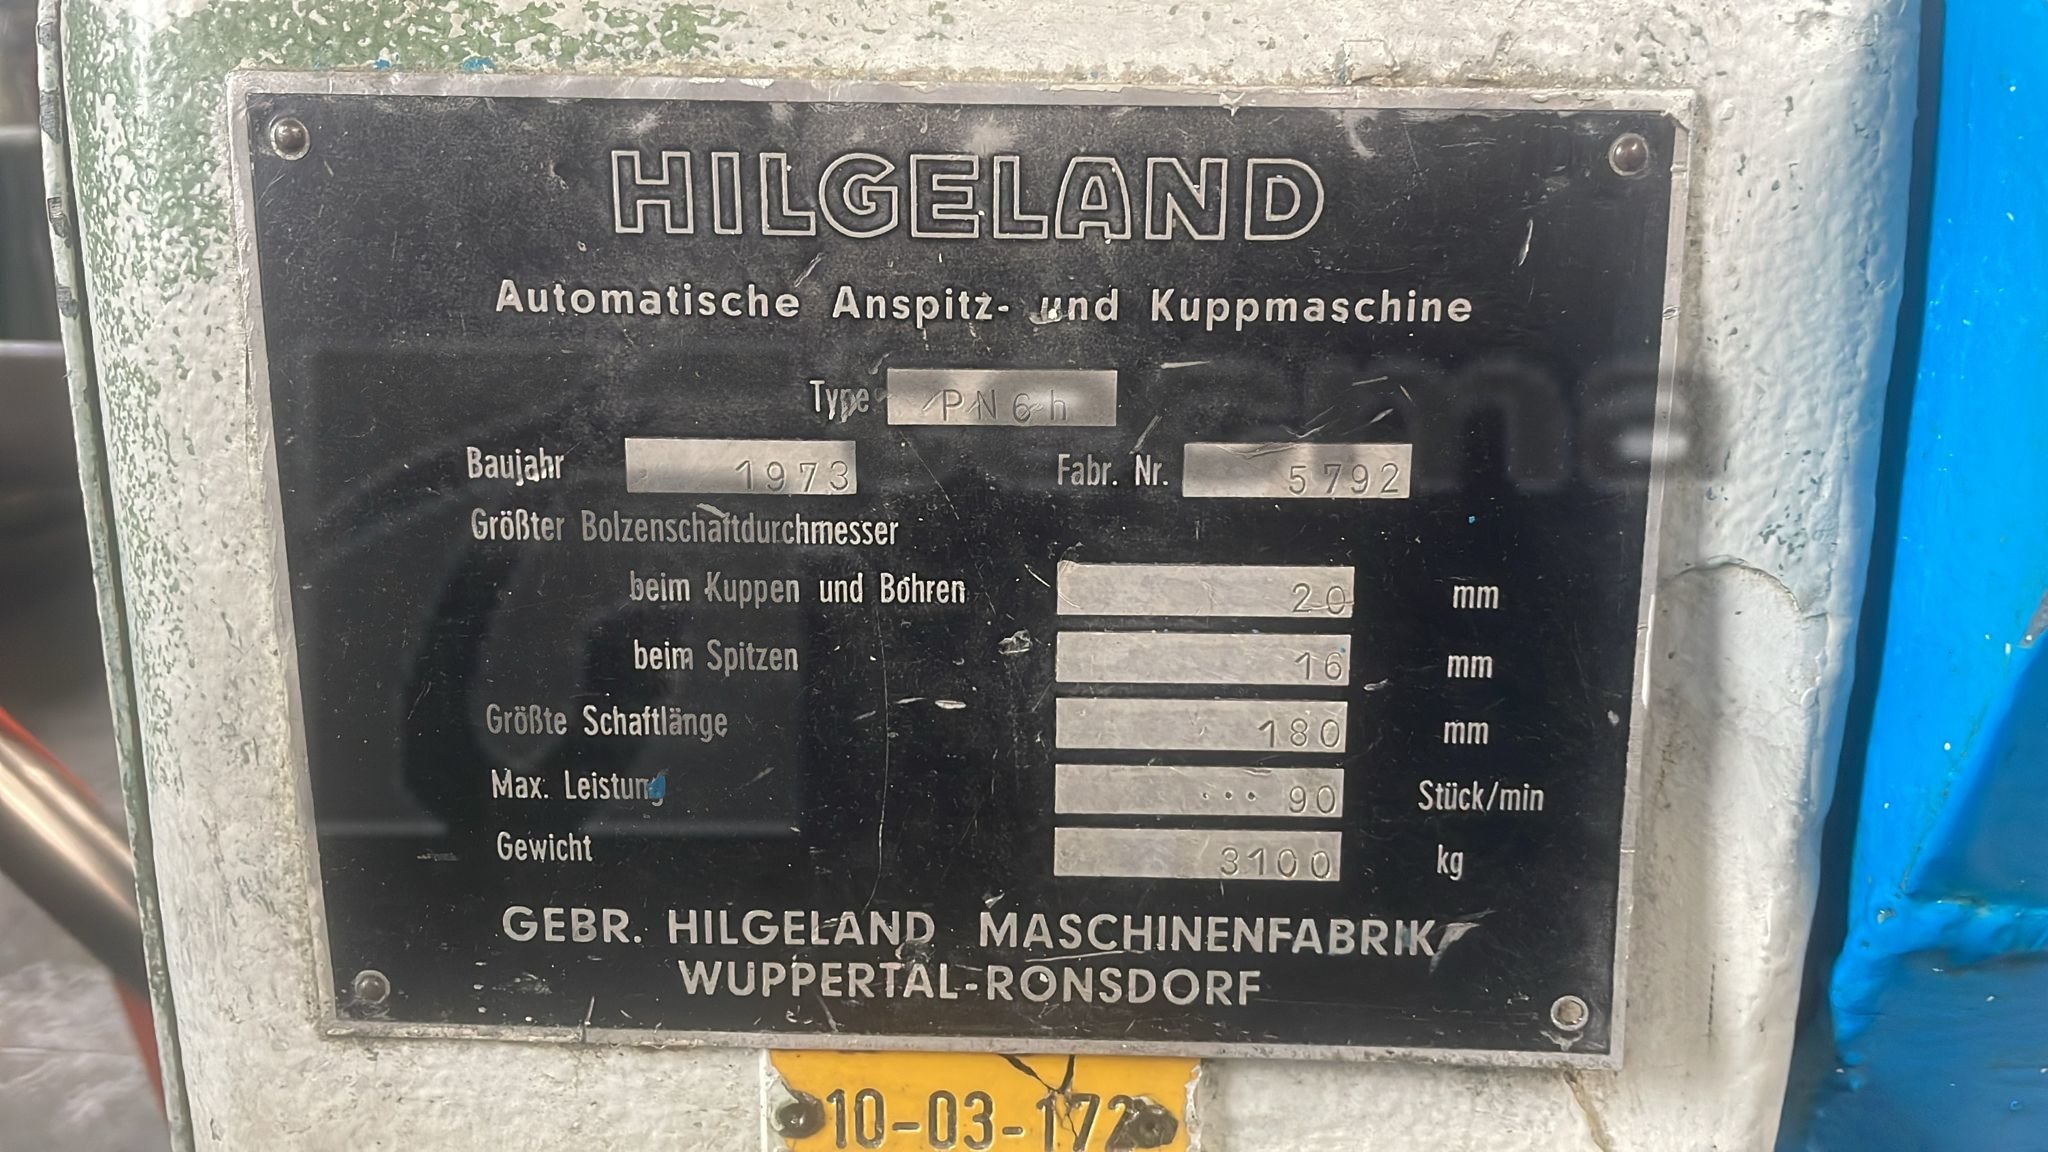 HILGELAND
Automatische Anspitz- und Kuppmaschine
Type PN6h
Baujahr 1973 Fabr. Nr. 5792
Größter Bolzenschaftdurchmesser
beim Kuppen und Bohren 20 mm
beim Spitzen 16 mm
Größte Schaftlänge 180 mm
Max. Leistung ... 90 Stück/min
Gewicht 3100 kg
GEBR. HILGELAND MASCHINENFABRIK
WUPPERTAL-RONSDORF
10-03-172